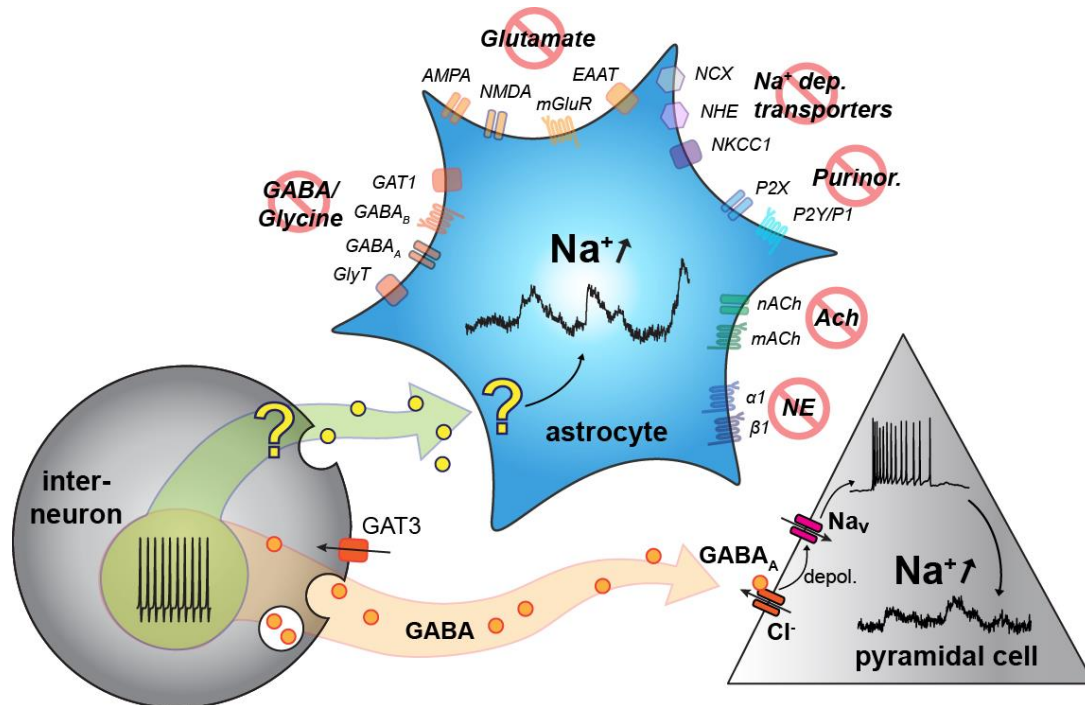 Glutamate
AMPA
NMDA
mGluR
EAAT
NCX
NHE
NKCC1
Na⁺ dep.
transporters
P2X
P2Y/P1
Purinor.
GABA/
Glycine
GAT1
GABA_B
GABA_A
GlyT
Na⁺↗
nACh
mACh
Ach
α1
β1
NE
?
astrocyte
?
inter-
neuron
GAT3
GABA
GABA_A
Cl⁻
depol.
Na_V
Na⁺↗
pyramidal cell